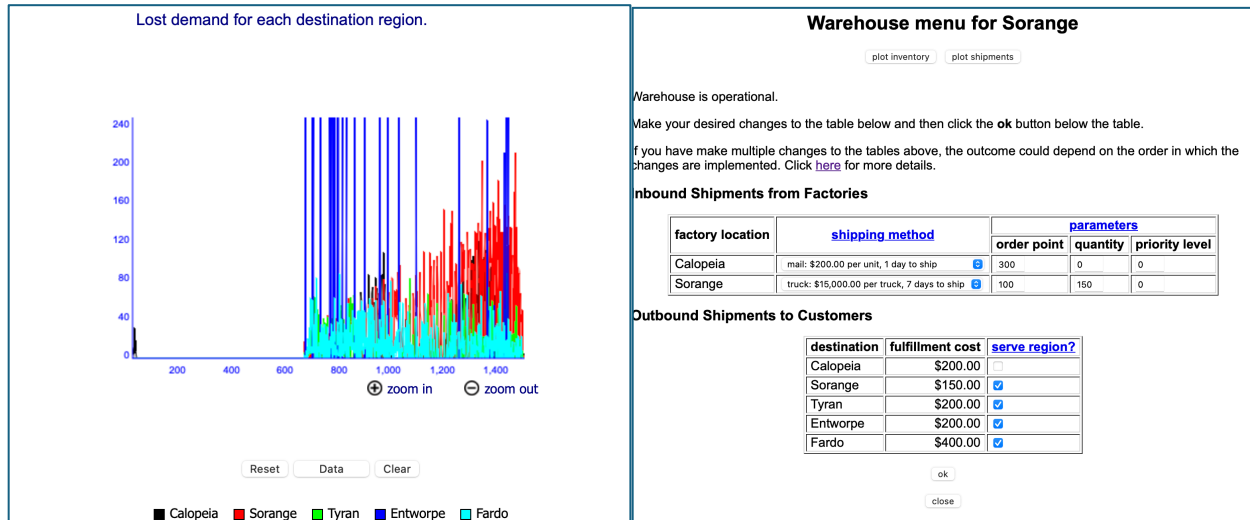 Lost demand for each destination region.
240
200
160
120
80
40
0
200 400 600 800 1,000 1,200 1,400
zoom in zoom out
Reset Data Clear
Calopeia Sorange Tyran Entworpe Fardo
Warehouse menu for Sorange
plot inventory plot shipments
Warehouse is operational.
Make your desired changes to the table below and then click the ok button below the table.
If you have make multiple changes to the tables above, the outcome could depend on the order in which the
changes are implemented. Click here for more details.
Inbound Shipments from Factories
factory location shipping method parameters
order point quantity priority level
Calopeia mail: $200.00 per unit, 1 day to ship 300 0 0
Sorange truck: $15,000.00 per truck, 7 days to ship 100 150 0
Outbound Shipments to Customers
destination fulfillment cost serve region?
Calopeia $200.00
Sorange $150.00
Tyran $200.00
Entworpe $200.00
Fardo $400.00
ok
close